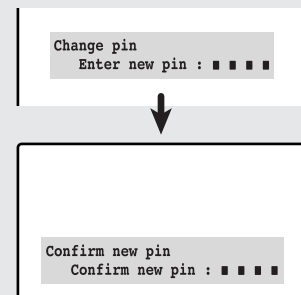 Change pin
Enter new pin : ∎ ∎ ∎ ∎
Confirm new pin
Confirm new pin : ∎ ∎ ∎ ∎